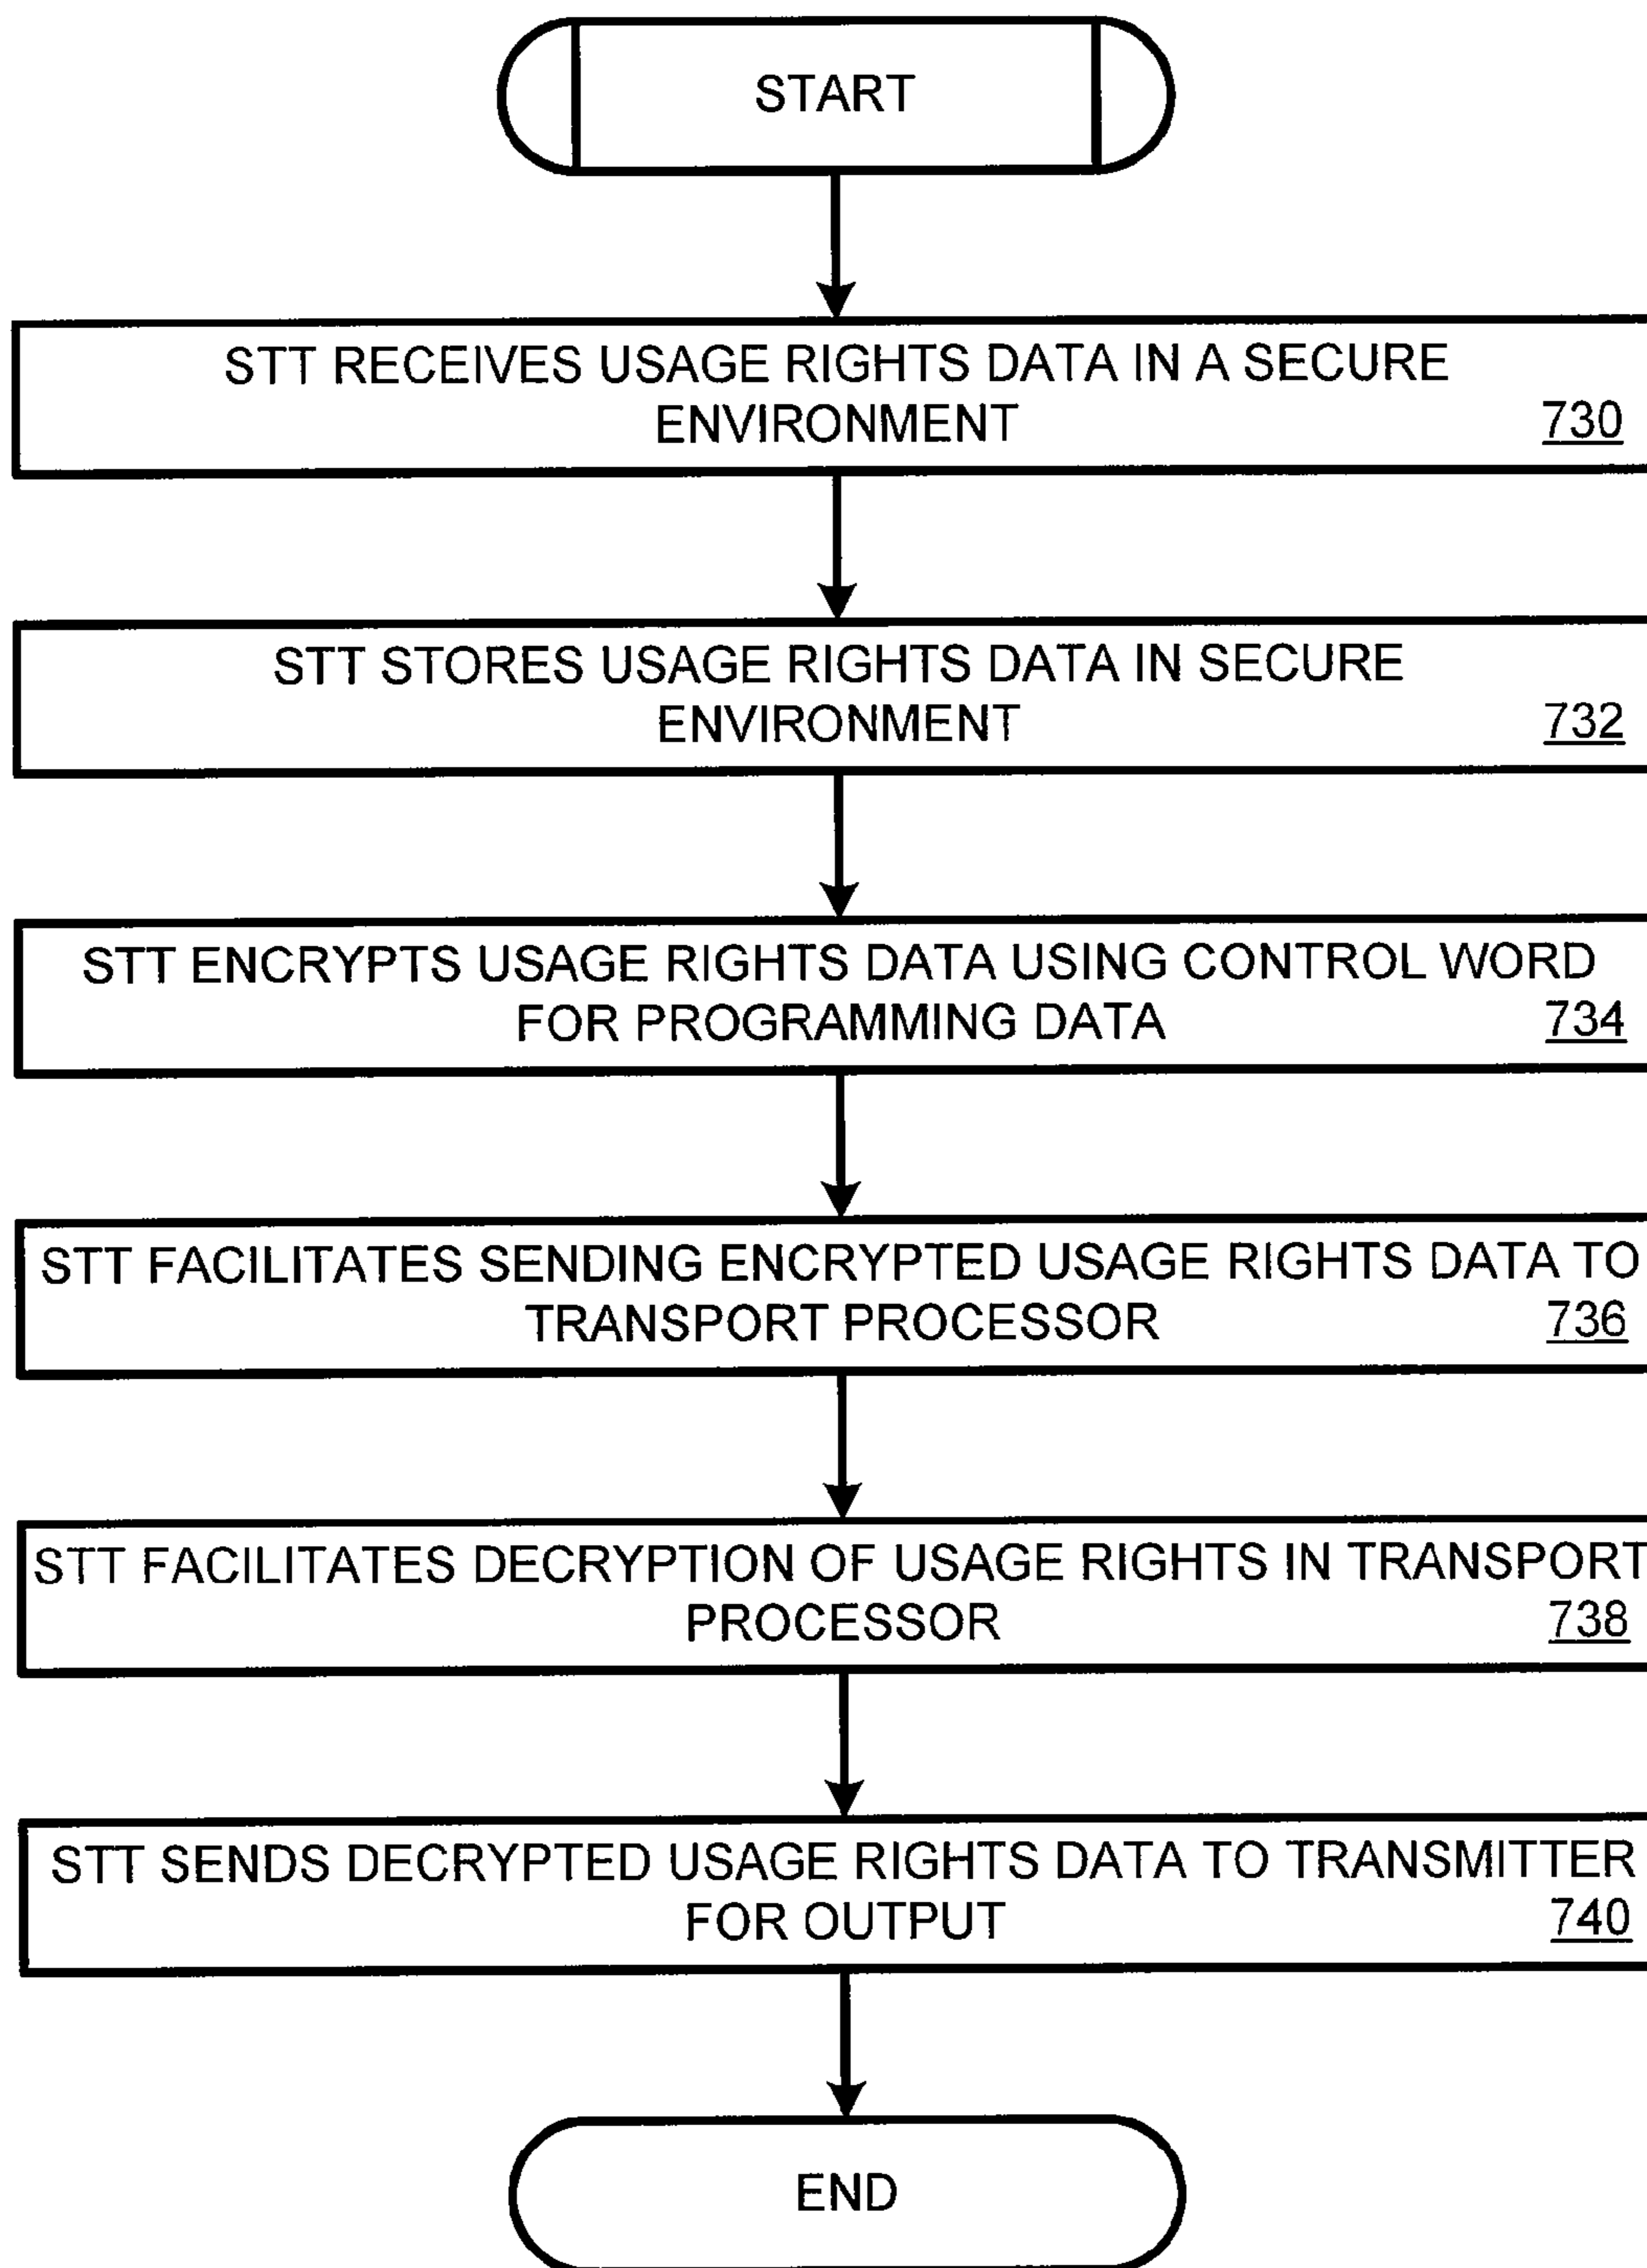 START
STT RECEIVES USAGE RIGHTS DATA IN A SECURE
ENVIRONMENT 730
STT STORES USAGE RIGHTS DATA IN SECURE
ENVIRONMENT 732
STT ENCRYPTS USAGE RIGHTS DATA USING CONTROL WORD
FOR PROGRAMMING DATA 734
STT FACILITATES SENDING ENCRYPTED USAGE RIGHTS DATA TO
TRANSPORT PROCESSOR 736
STT FACILITATES DECRYPTION OF USAGE RIGHTS IN TRANSPORT
PROCESSOR 738
STT SENDS DECRYPTED USAGE RIGHTS DATA TO TRANSMITTER
FOR OUTPUT 740
END